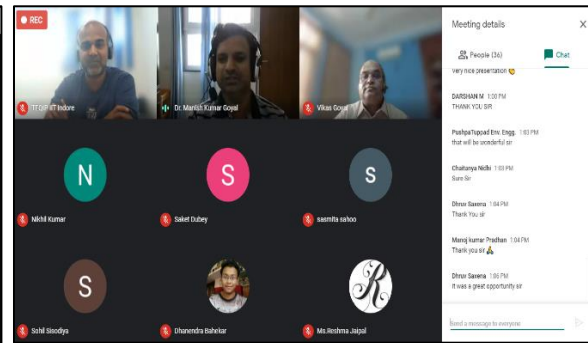 REC
Meeting details
X
People (36)
Chat
IIT Indore
Dr. Manish Kumar Goyal
Vikas Goyal
N
S
S
Nikhil Kumar
Saket Dubey
sasmita sahoo
S
R
Sohil Sisodiya
Dhanendra Bahekar
Ms.Reshma Jaipal
very nice presentation
DARSHAN M 1:03 PM
THANK YOU SIR
PushpaTuppad Env. Engg. 1:03 PM
that will be wonderful sir
Chaitanya Nidhi 1:03 PM
Sure Sir
Dhruv Saxena 1:04 PM
Thank You sir
Manoj kumar Pradhan 1:04 PM
Thank you sir
Dhruv Saxena 1:06 PM
It was a great opportunity sir
Send a message to everyone